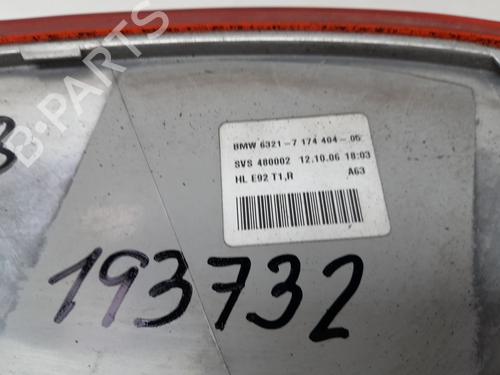 BMW 6321-7 174 404-05
SVS 480002 12.10.06 18:03
HL E92 T1,R A63
193732
B-PARTS